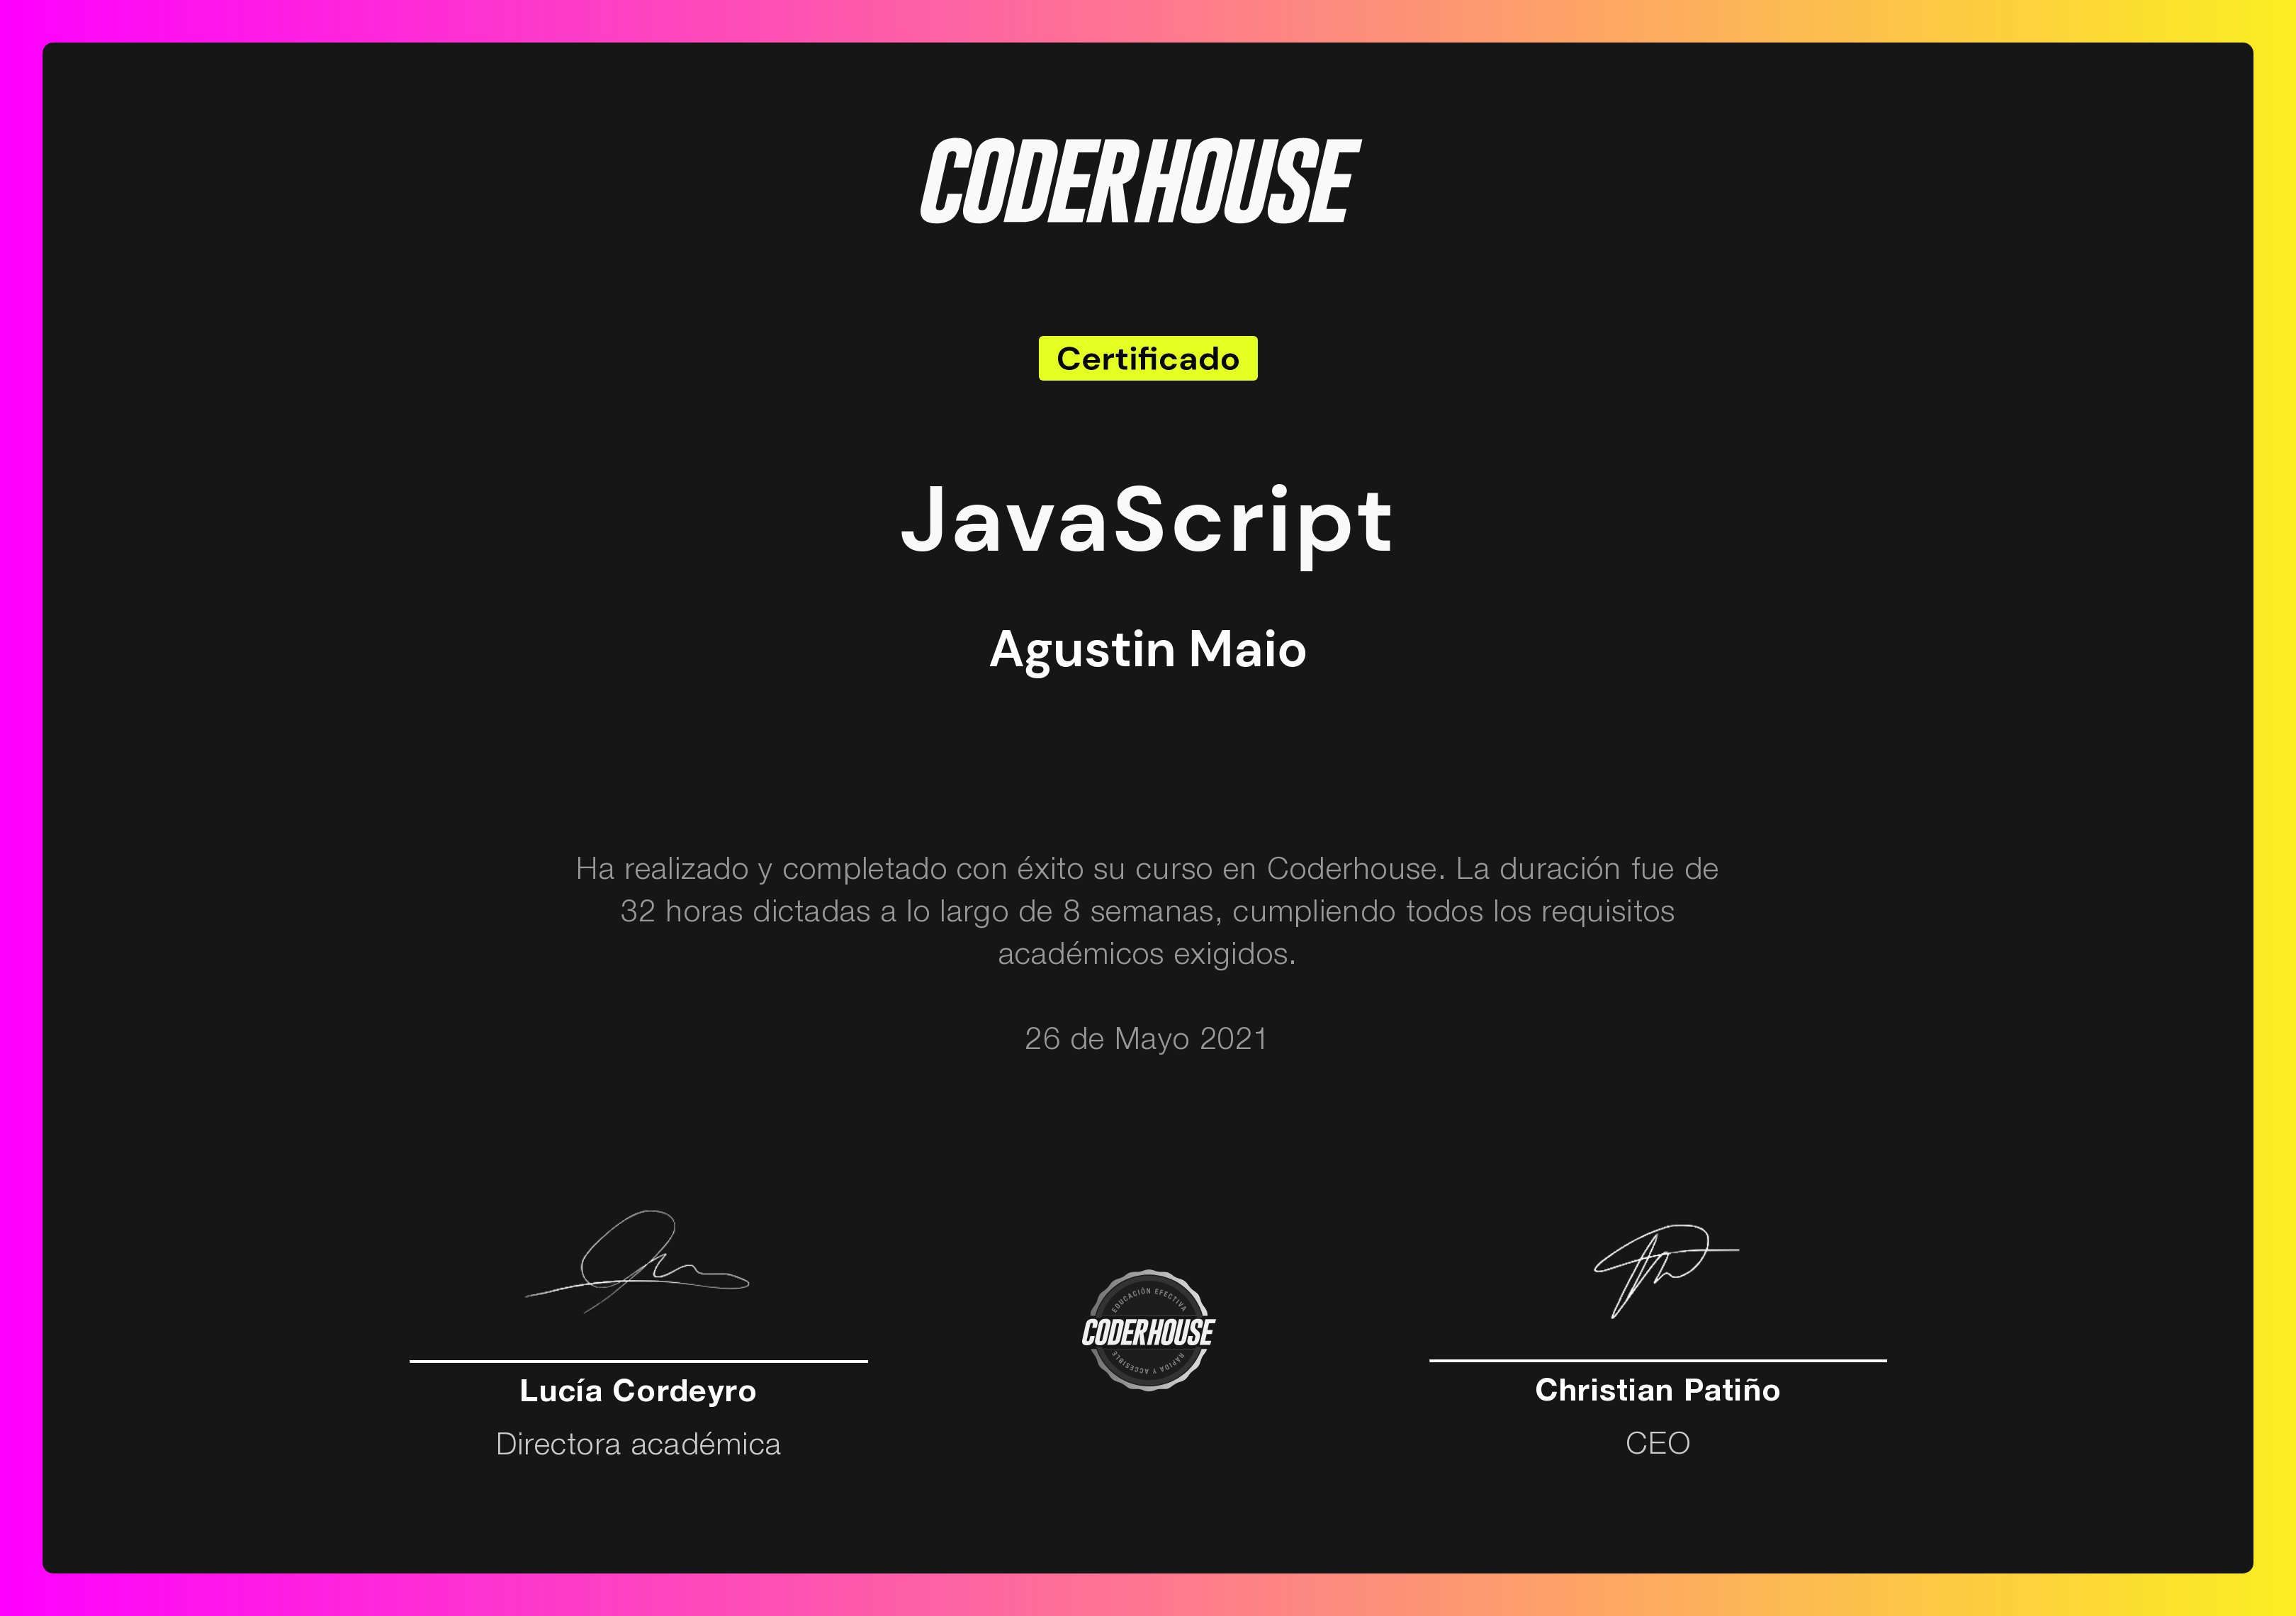 CODERHOUSE
Certificado
JavaScript
Agustin Maio
Ha realizado y completado con éxito su curso en Coderhouse. La duración fue de
32 horas dictadas a lo largo de 8 semanas, cumpliendo todos los requisitos
académicos exigidos.
26 de Mayo 2021
EDUCACIÓN EFECTIVA
CODERHOUSE
RÁPIDA Y ACCESIBLE
Lucía Cordeyro
Directora académica
Christian Patiño
CEO